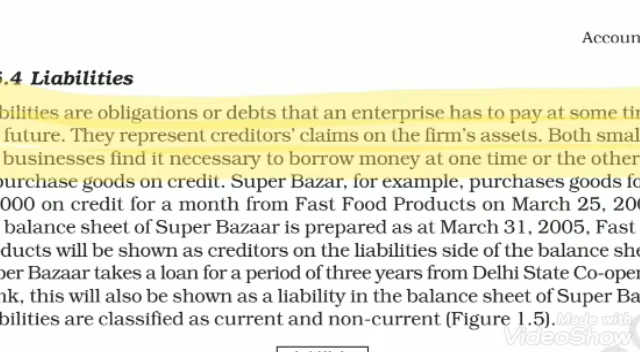 Accoun
.4 Liabilities
bilities are obligations or debts that an enterprise has to pay at some tim
future. They represent creditors' claims on the firm's assets. Both smal
businesses find it necessary to borrow money at one time or the other
purchase goods on credit. Super Bazar, for example, purchases goods fo
000 on credit for a month from Fast Food Products on March 25, 200
balance sheet of Super Bazaar is prepared as at March 31, 2005, Fast
ducts will be shown as creditors on the liabilities side of the balance she
per Bazaar takes a loan for a period of three years from Delhi State Co-oper
nk, this will also be shown as a liability in the balance sheet of Super Ba
bilities are classified as current and non-current (Figure 1.5).
Made with
VideoShow